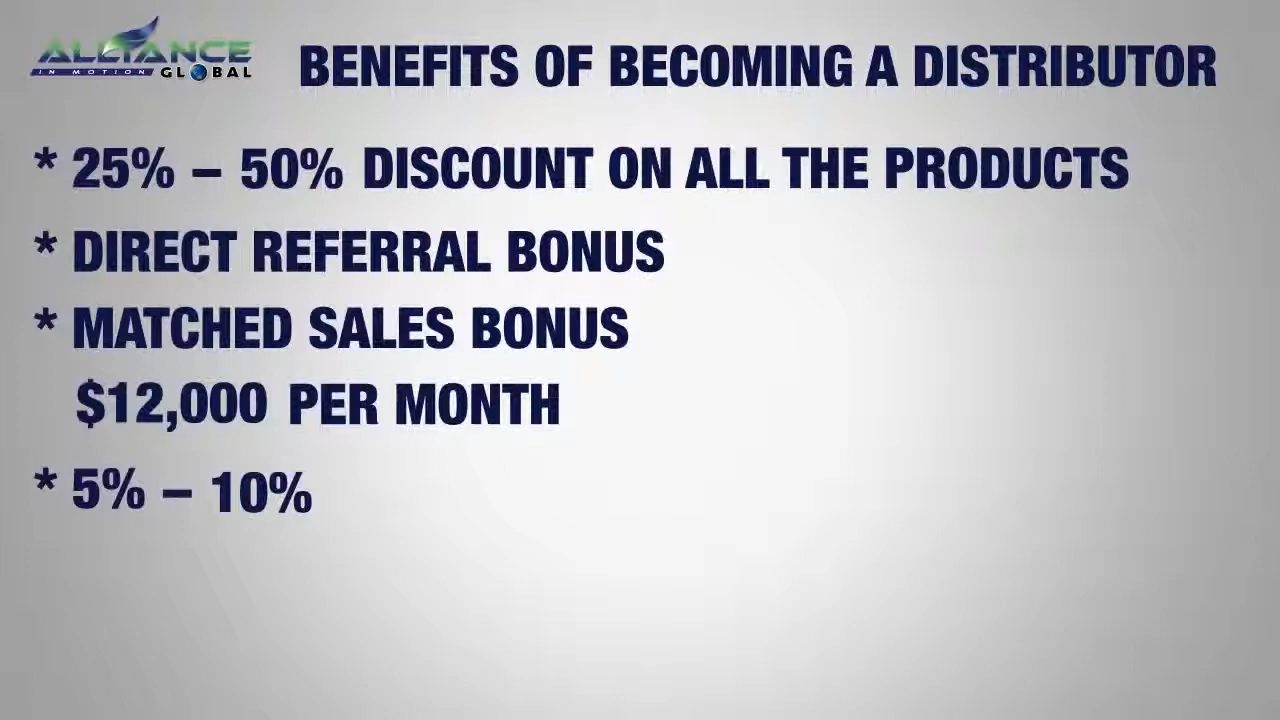 ALLIANCE
IN MOTION GLOBAL
BENEFITS OF BECOMING A DISTRIBUTOR
* 25% – 50% DISCOUNT ON ALL THE PRODUCTS
* DIRECT REFERRAL BONUS
* MATCHED SALES BONUS
$12,000 PER MONTH
* 5% – 10%